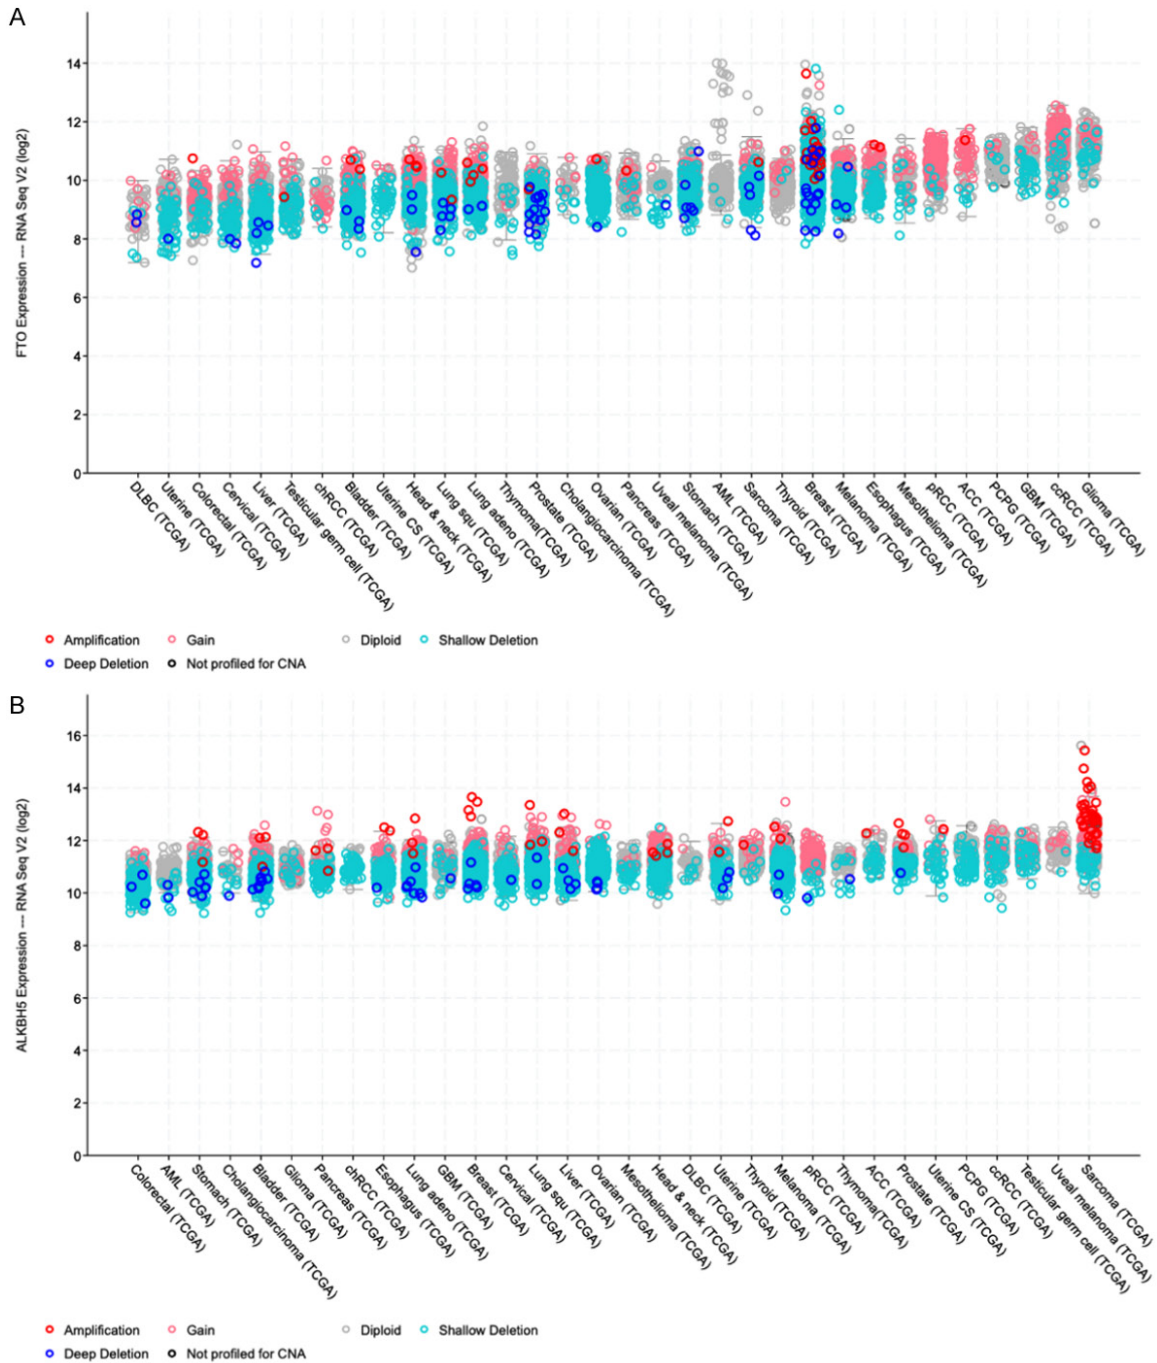 A
FTO Expression --- RNA Seq V2 (log2)
14
12
10
8
6
4
2
0
DLBC (TCGA)
Uterine (TCGA)
Colorectal (TCGA)
Cervical (TCGA)
Liver (TCGA)
Testicular germ cell (TCGA)
chRCC (TCGA)
Bladder (TCGA)
Uterine CS (TCGA)
Head & neck (TCGA)
Lung squ (TCGA)
Lung adeno (TCGA)
Thymoma(TCGA)
Prostate (TCGA)
Cholangiocarcinoma (TCGA)
Ovarian (TCGA)
Pancreas (TCGA)
Uveal melanoma (TCGA)
Stomach (TCGA)
AML (TCGA)
Sarcoma (TCGA)
Thyroid (TCGA)
Breast (TCGA)
Melanoma (TCGA)
Esophagus (TCGA)
Mesothelioma (TCGA)
pRCC (TCGA)
ACC (TCGA)
PCPG (TCGA)
GBM (TCGA)
ccRCC (TCGA)
Glioma (TCGA)
Amplification Gain Diploid Shallow Deletion
Deep Deletion Not profiled for CNA
B
ALKBH5 Expression --- RNA Seq V2 (log2)
16
14
12
10
8
6
4
2
0
Colorectal (TCGA)
AML (TCGA)
Stomach (TCGA)
Cholangiocarcinoma (TCGA)
Bladder (TCGA)
Glioma (TCGA)
Pancreas (TCGA)
chRCC (TCGA)
Esophagus (TCGA)
Lung adeno (TCGA)
GBM (TCGA)
Breast (TCGA)
Cervical (TCGA)
Lung squ (TCGA)
Liver (TCGA)
Ovarian (TCGA)
Mesothelioma (TCGA)
Head & neck (TCGA)
DLBC (TCGA)
Uterine (TCGA)
Thyroid (TCGA)
Melanoma (TCGA)
pRCC (TCGA)
Thymoma(TCGA)
ACC (TCGA)
Prostate (TCGA)
Uterine CS (TCGA)
PCPG (TCGA)
ccRCC (TCGA)
Testicular germ cell (TCGA)
Uveal melanoma (TCGA)
Sarcoma (TCGA)
Amplification Gain Diploid Shallow Deletion
Deep Deletion Not profiled for CNA